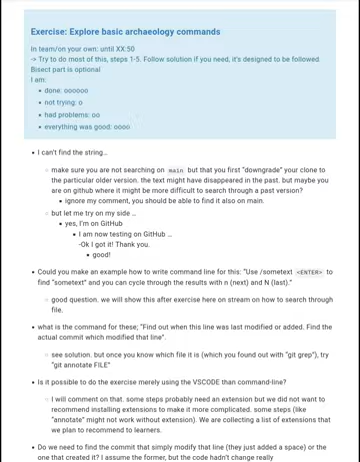 Exercise: Explore basic archaeology commands
In team/on your own: until XX:50
-> Try to do most of this, steps 1-5. Follow solution if you need, it's designed to be followed.
Bisect part is optional
I am:
• done: oooooo
• not trying: o
• had problems: oo
• everything was good: oooo
• I can't find the string...
○ make sure you are not searching on main but that you first "downgrade" your clone to
the particular older version. the text might have disappeared in the past. but maybe you
are on github where it might be more difficult to search through a past version?
▪ ignore my comment, you should be able to find it also on main.
○ but let me try on my side ...
▪ yes, I'm on GitHub
▪ I am now testing on GitHub ...
-Ok I got it! Thank you.
▪ good!
• Could you make an example how to write command line for this: "Use /sometext <ENTER> to
find "sometext" and you can cycle through the results with n (next) and N (last)."
○ good question. we will show this after exercise here on stream on how to search through
file.
• what is the command for these; "Find out when this line was last modified or added. Find the
actual commit which modified that line".
○ see solution. but once you know which file it is (which you found out with "git grep"), try
"git annotate FILE"
• Is it possible to do the exercise merely using the VSCODE than command-line?
○ I will comment on that. some steps probably need an extension but we did not want to
recommend installing extensions to make it more complicated. some steps (like
"annotate" might not work without extension). We are collecting a list of extensions that
we plan to recommend to learners.
• Do we need to find the commit that simply modify that line (they just added a space) or the
one that created it? I assume the former, but the code hadn't change really